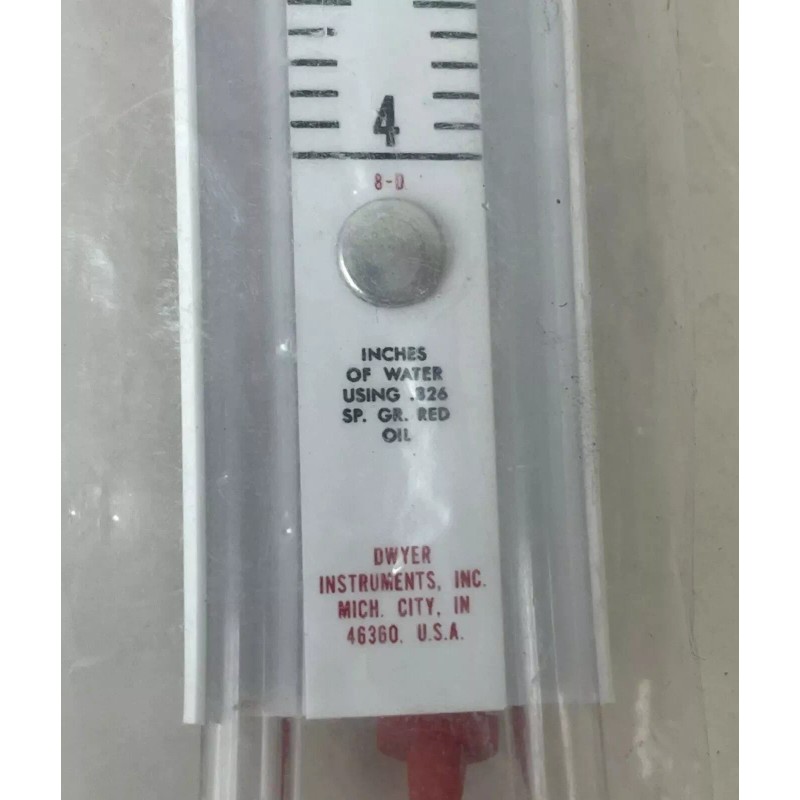 4
8-D
INCHES
OF WATER
USING .826
SP. GR. RED
OIL
DWYER
INSTRUMENTS, INC.
MICH. CITY, IN
46360. U.S.A.